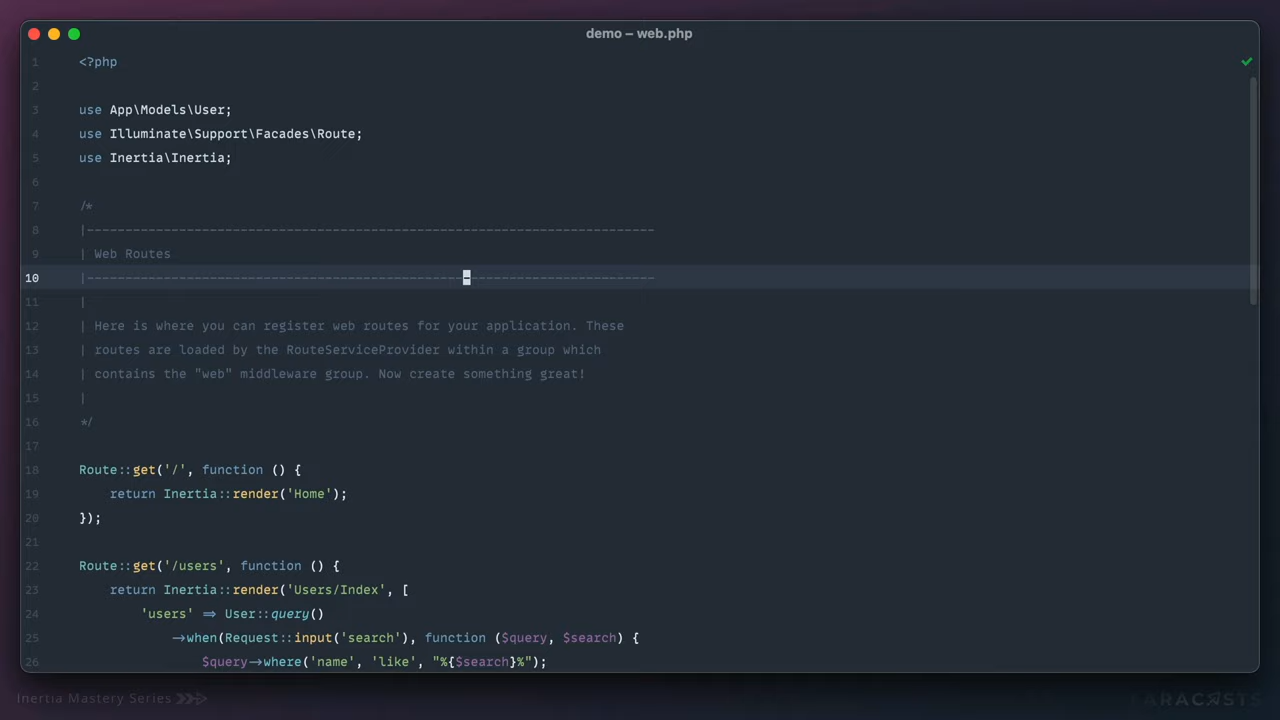 demo – web.php
1 <?php
2
3 use App\Models\User;
4 use Illuminate\Support\Facades\Route;
5 use Inertia\Inertia;
6
7 /*
8 |--------------------------------------------------------------------------
9 | Web Routes
10 |--------------------------------------------------------------------------
11 |
12 | Here is where you can register web routes for your application. These
13 | routes are loaded by the RouteServiceProvider within a group which
14 | contains the "web" middleware group. Now create something great!
15 |
16 */
17
18 Route::get('/', function () {
19     return Inertia::render('Home');
20 });
21
22 Route::get('/users', function () {
23     return Inertia::render('Users/Index', [
24         'users' => User::query()
25             ->when(Request::input('search'), function ($query, $search) {
26                 $query->where('name', 'like', "%{$search}%");
Inertia Mastery Series
LARACASTS